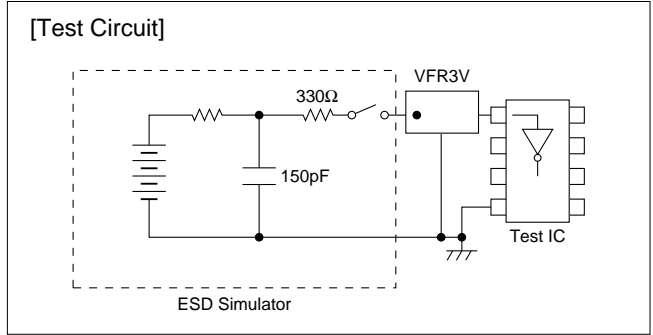 [Test Circuit]
VFR3V
330Ω
150pF
Test IC
ESD Simulator